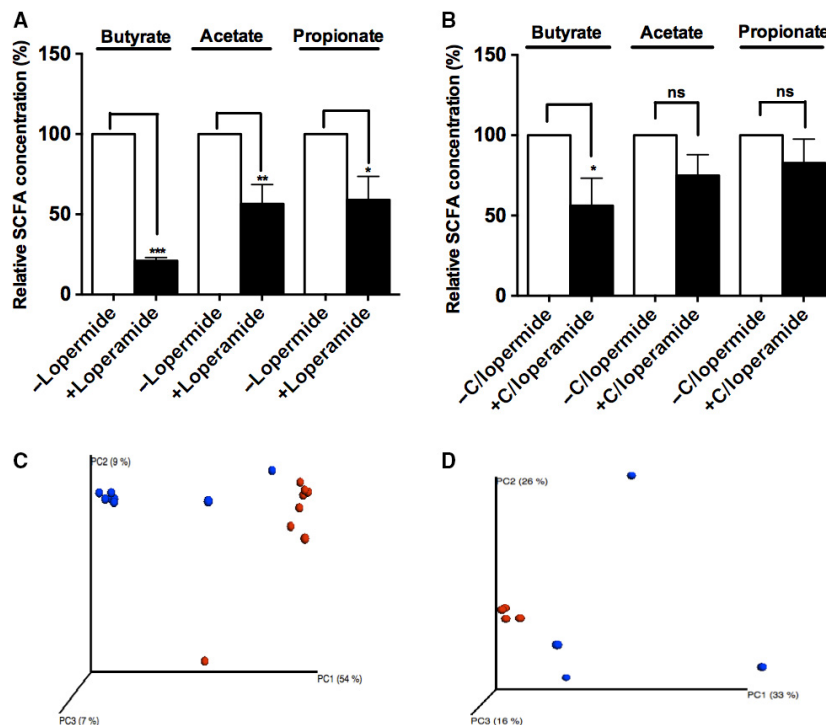 A
Butyrate Acetate Propionate
Relative SCFA concentration (%)
150
100
50
0
***
**
*
–Lopermide
+Loperamide
–Lopermide
+Loperamide
–Lopermide
+Loperamide
B
Butyrate Acetate Propionate
Relative SCFA concentration (%)
150
100
50
0
*
ns
ns
–C/lopermide
+C/loperamide
–C/lopermide
+C/loperamide
–C/lopermide
+C/loperamide
C
PC2 (9 %)
PC1 (54 %)
PC3 (7 %)
D
PC2 (26 %)
PC1 (33 %)
PC3 (16 %)